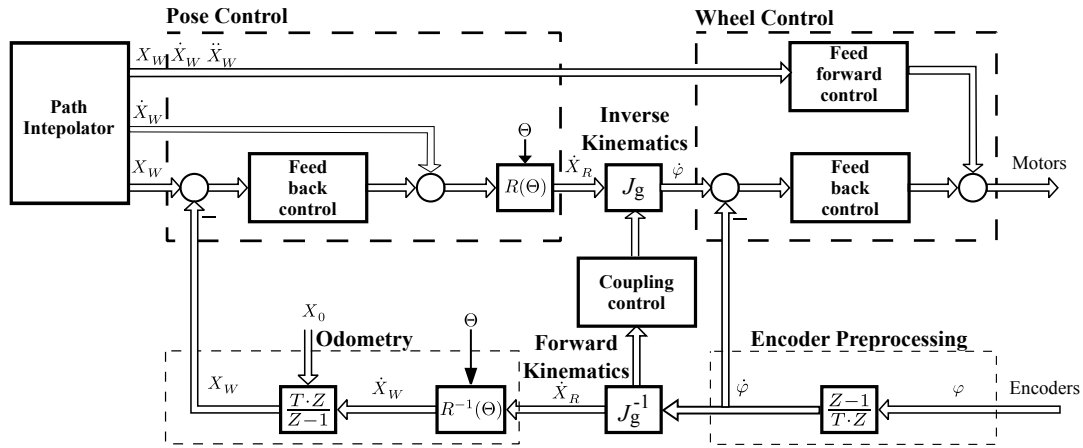 Pose Control
Wheel Control
Path
Intepolator
X_W Ẋ_W Ẍ_W
Feed
forward
control
Ẋ_W
Θ
Inverse
Kinematics
X_W
Feed
back
control
R(Θ)
Ẋ_R
J_g
φ̇
Feed
back
control
Motors
−
−
Coupling
control
X_0
Odometry
Θ
Forward
Kinematics
Encoder Preprocessing
X_W
T·Z
Z−1
Ẋ_W
R⁻¹(Θ)
Ẋ_R
J_g^-1
φ̇
Z−1
T·Z
φ
Encoders